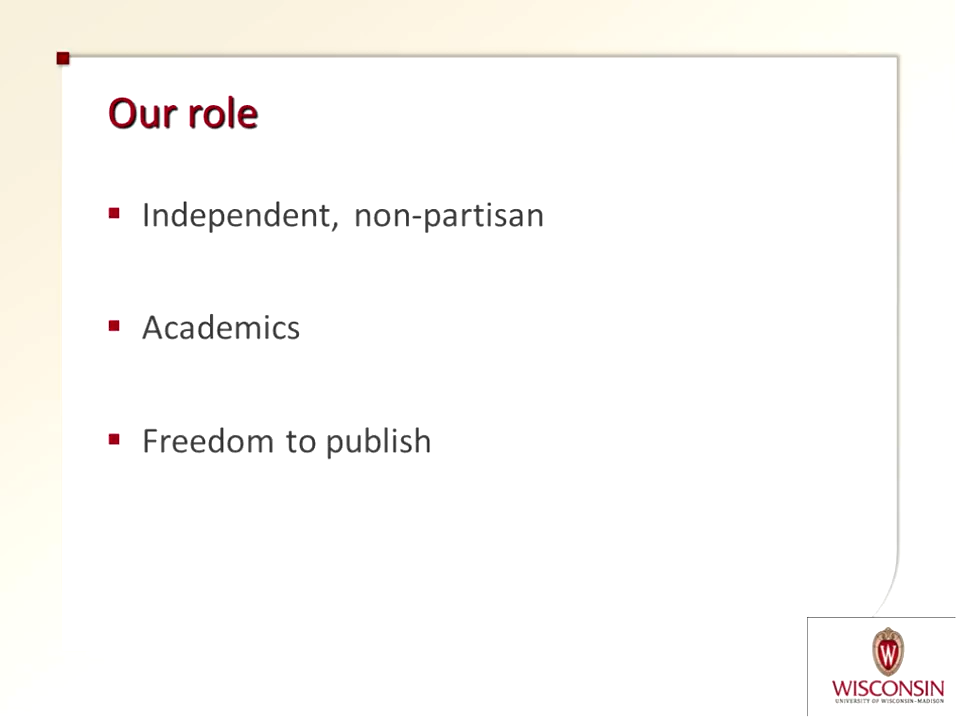 Our role
Independent, non-partisan
Academics
Freedom to publish
W
WISCONSIN
UNIVERSITY OF WISCONSIN-MADISON